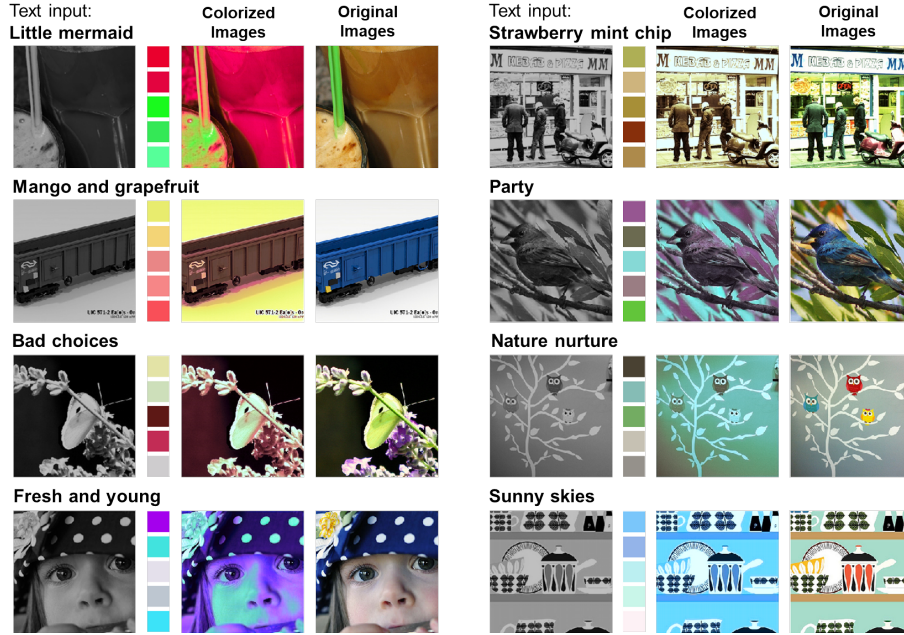 Text input:
Little mermaid
Colorized
Images
Original
Images
Mango and grapefruit
Bad choices
Fresh and young
Text input:
Strawberry mint chip
Colorized
Images
Original
Images
MM
Party
Nature nurture
Sunny skies